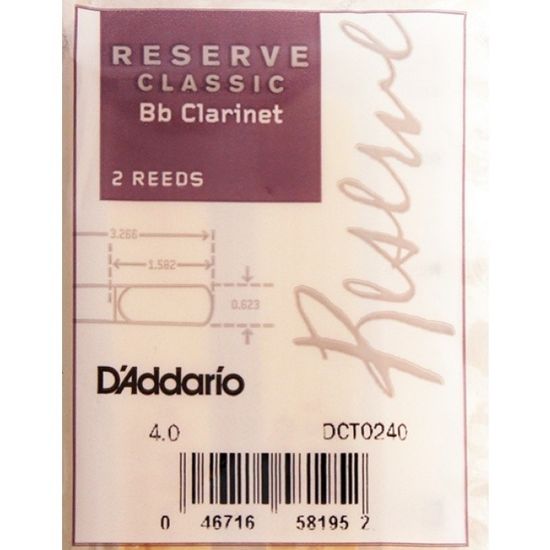 RESERVE
CLASSIC
Bb Clarinet
2 REEDS
Reserve
3.266
1.582
0.623
D'Addario
4.0 DCT0240
0 46716 58195 2